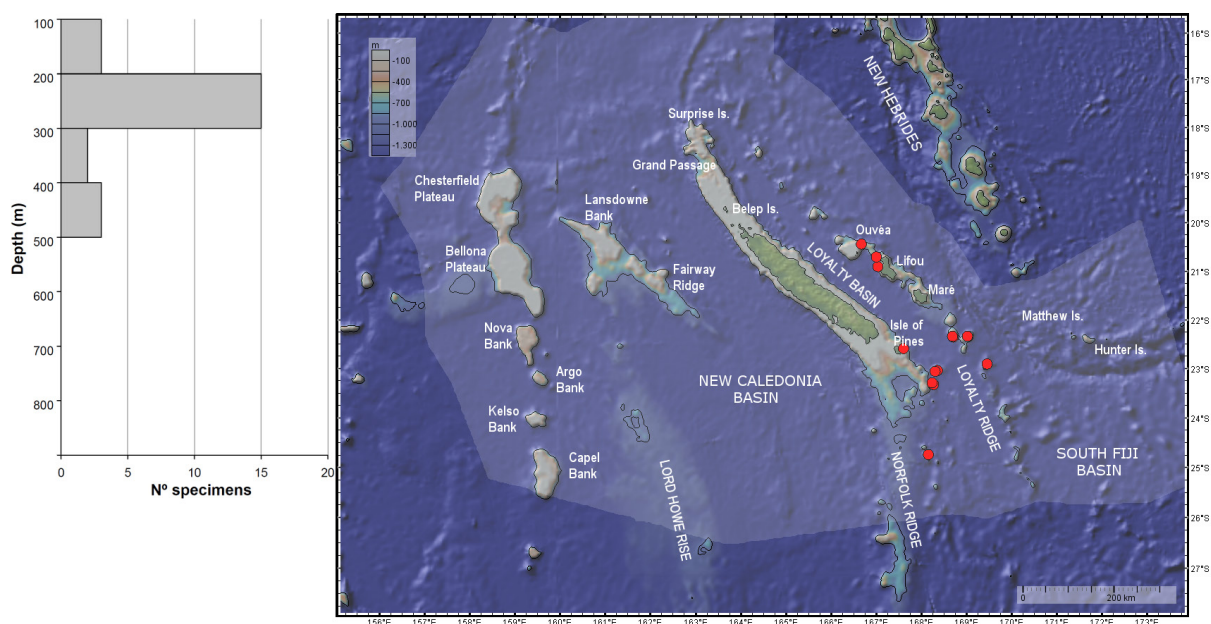 100
200
300
400
500
600
700
800
Depth (m)
0
5
10
15
20
Nº specimens
m
-100
-400
-700
-1.000
-1.300
Surprise Is.
Grand Passage
Belep Is.
Chesterfield
Plateau
Bellona
Plateau
Lansdowne
Bank
Fairway
Ridge
Nova
Bank
Argo
Bank
Kelso
Bank
Capel
Bank
NEW HEBRIDES
Ouvéa
Lifou
Maré
LOYALTY BASIN
Isle of
Pines
Matthew Is.
Hunter Is.
NEW CALEDONIA
BASIN
LOYALTY RIDGE
SOUTH FIJI
BASIN
LORD HOWE RISE
NORFOLK RIDGE
0
200 km
16°S
17°S
18°S
19°S
20°S
21°S
22°S
23°S
24°S
25°S
26°S
27°S
156°E
157°E
158°E
159°E
160°E
161°E
162°E
163°E
164°E
165°E
166°E
167°E
168°E
169°E
170°E
171°E
172°E
173°E